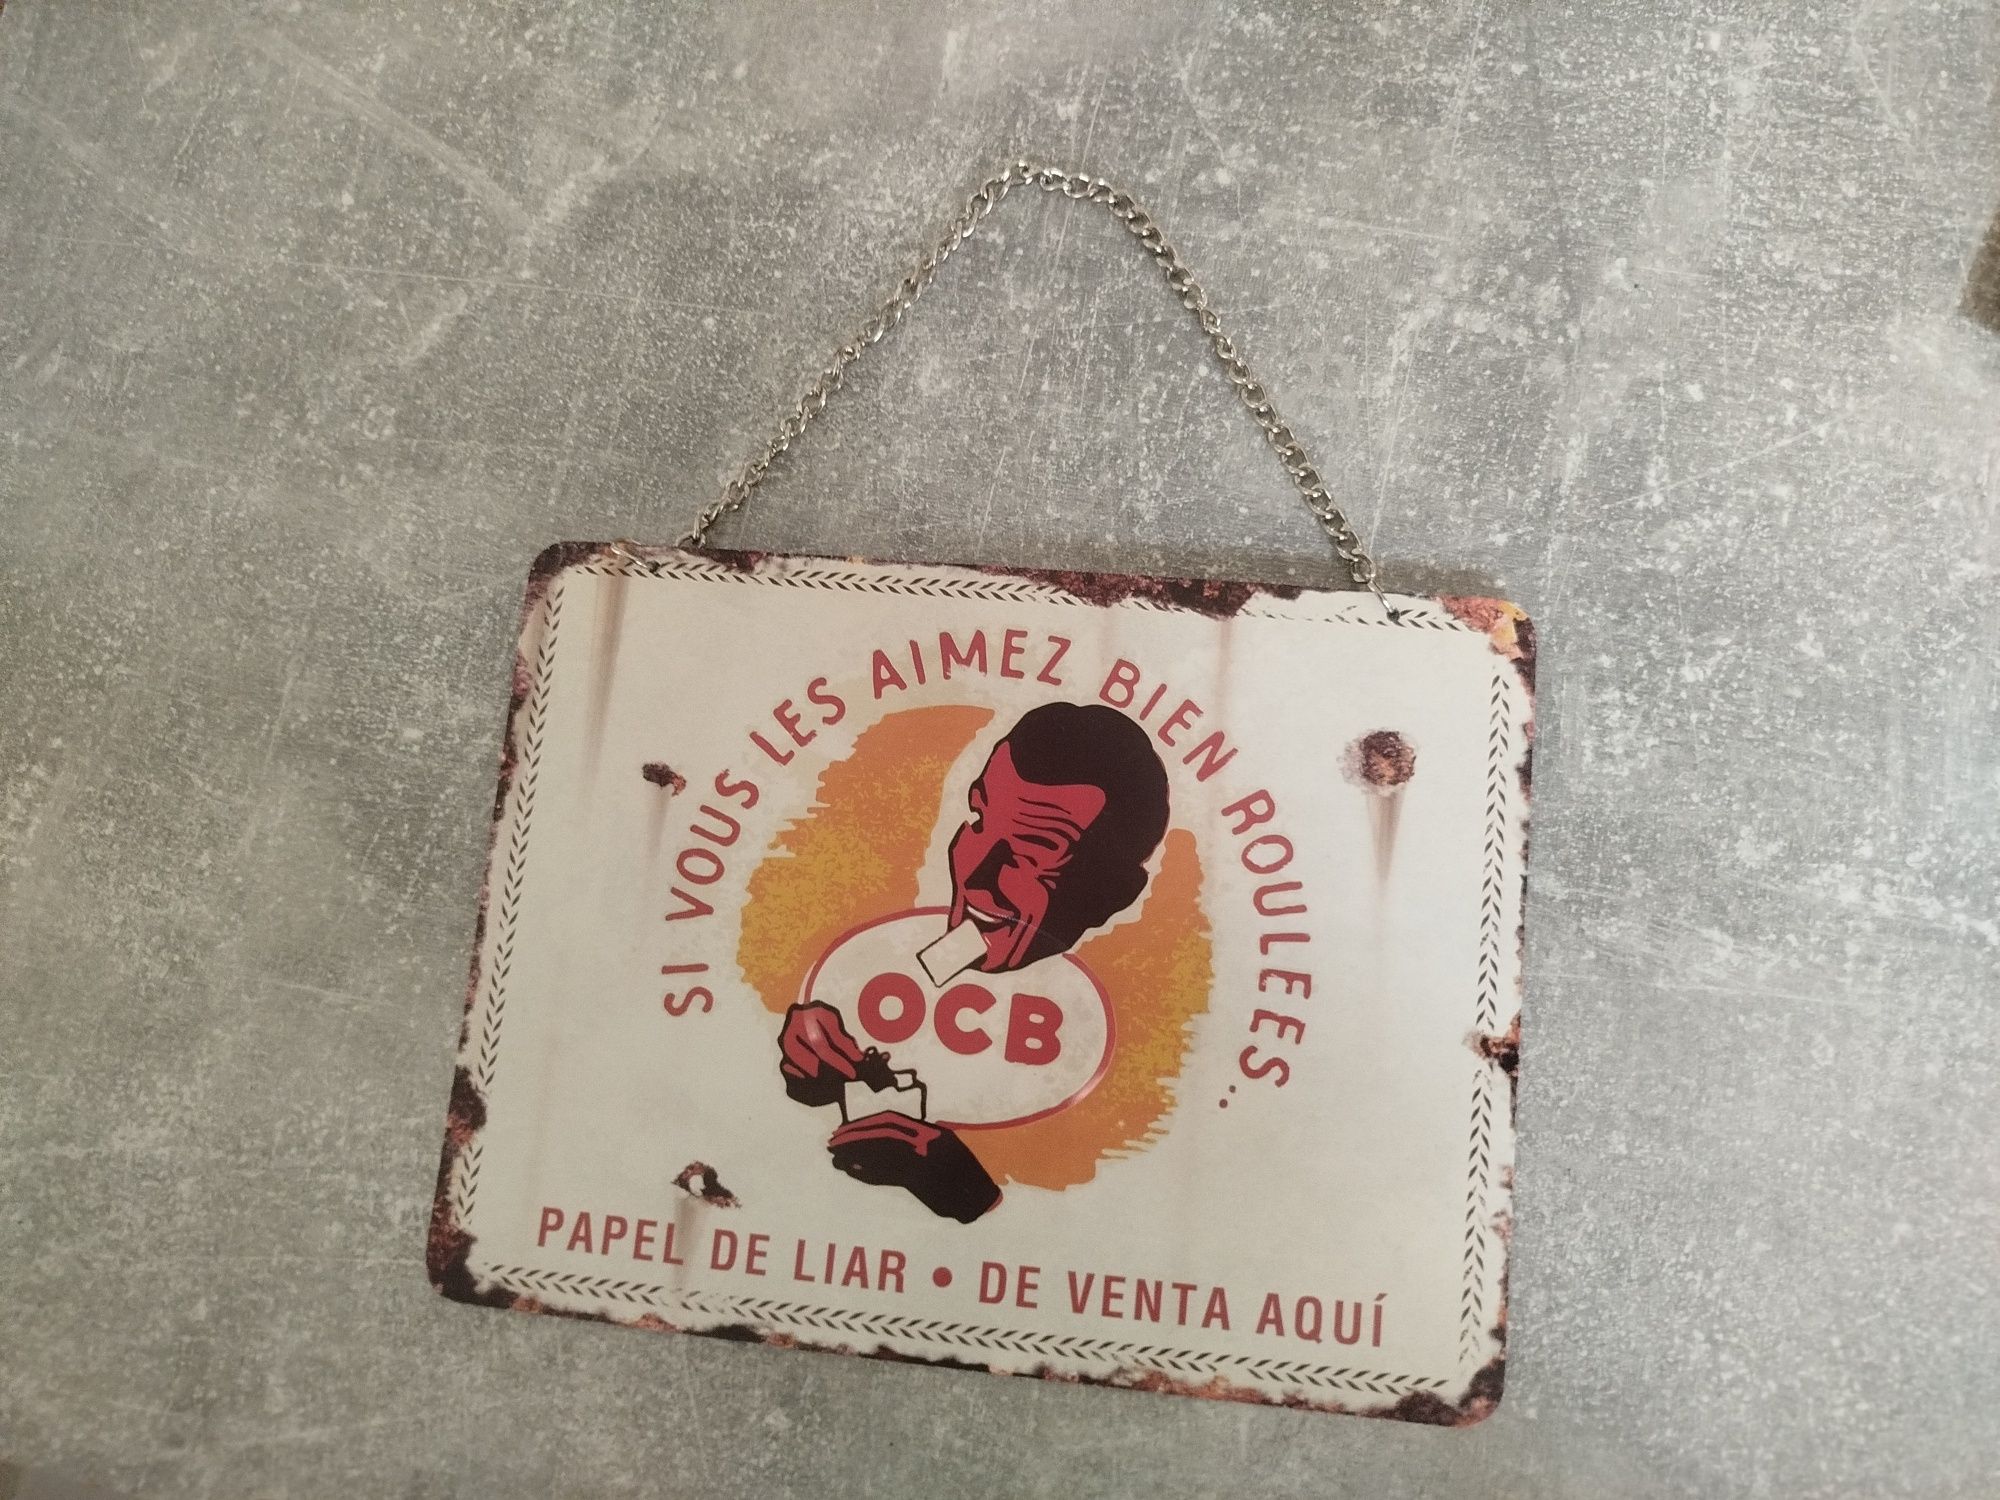 SI VOUS LES AIMEZ BIEN ROULEES...
OCB
PAPEL DE LIAR • DE VENTA AQUÍ